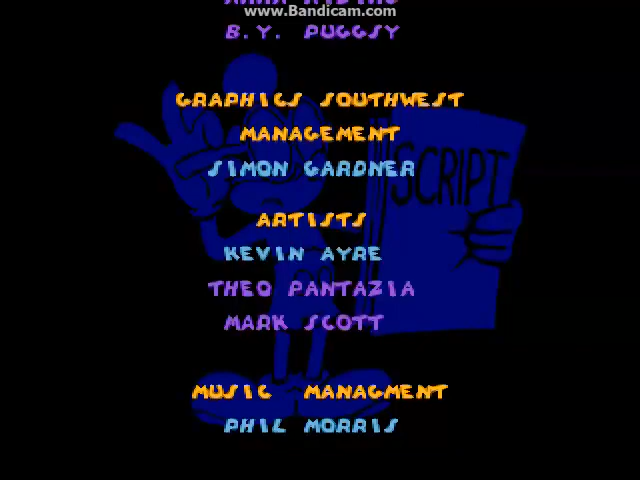 www.Bandicam.com
B.Y. PUGGSY
GRAPHICS SOUTHWEST
MANAGEMENT
SIMON GARDNER
ARTISTS
KEVIN AYRE
THEO PANTAZIA
MARK SCOTT
MUSIC MANAGMENT
PHIL MORRIS
SCRIPT